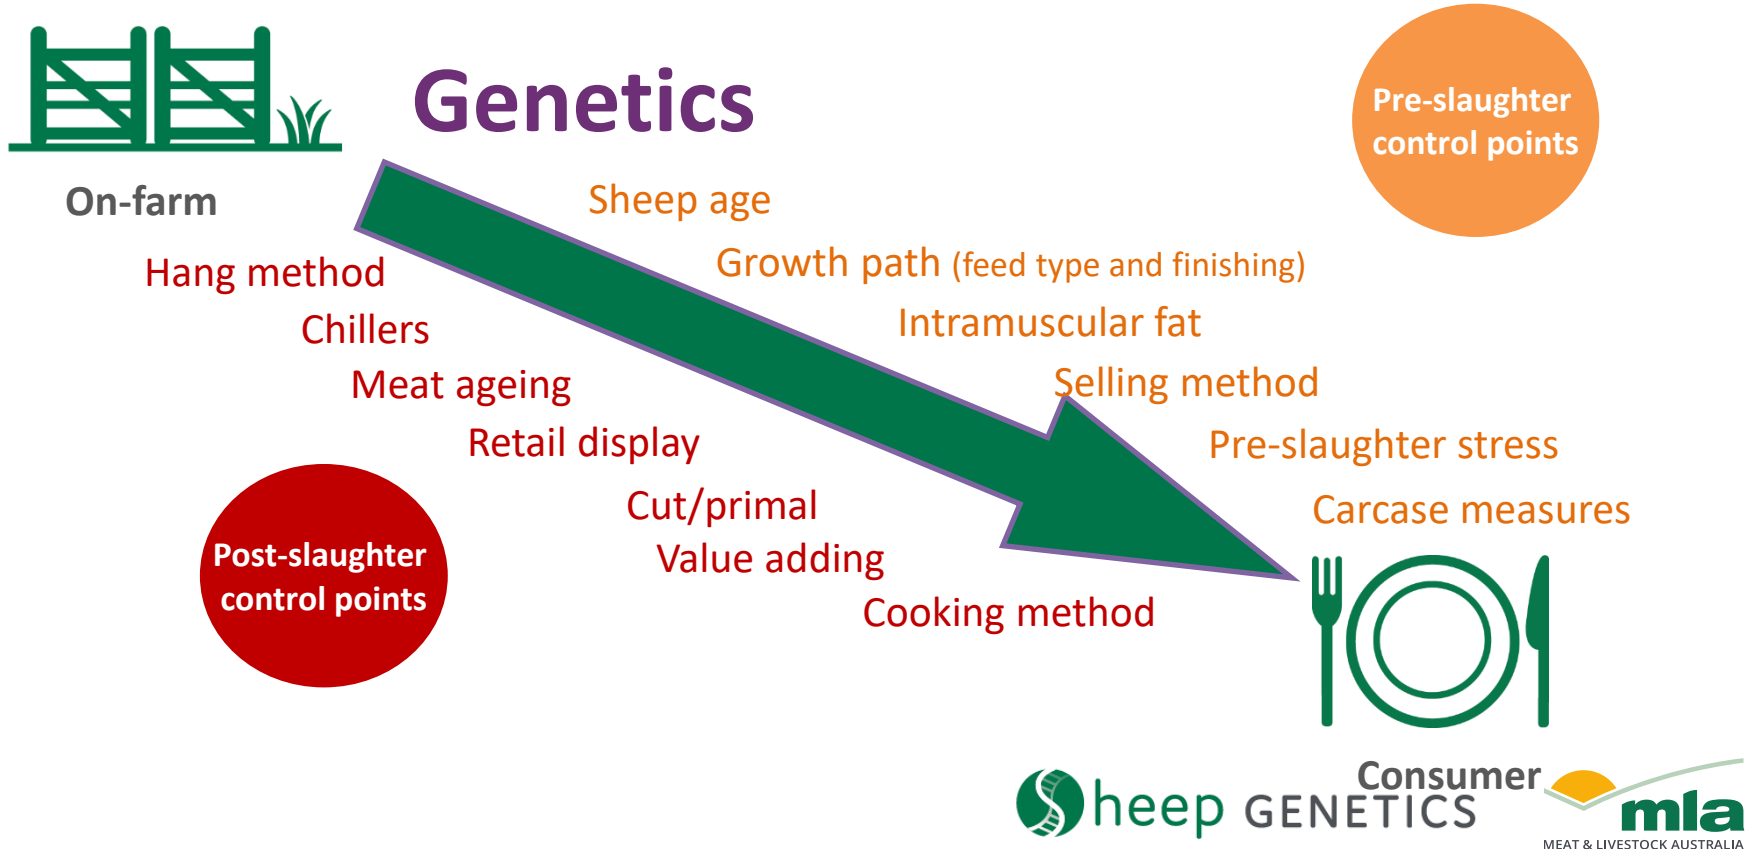 Genetics
Pre-slaughter
control points
On-farm
Sheep age
Growth path (feed type and finishing)
Intramuscular fat
Selling method
Pre-slaughter stress
Carcase measures
Hang method
Chillers
Meat ageing
Retail display
Cut/primal
Value adding
Cooking method
Post-slaughter
control points
Consumer
Sheep GENETICS
mla
MEAT & LIVESTOCK AUSTRALIA